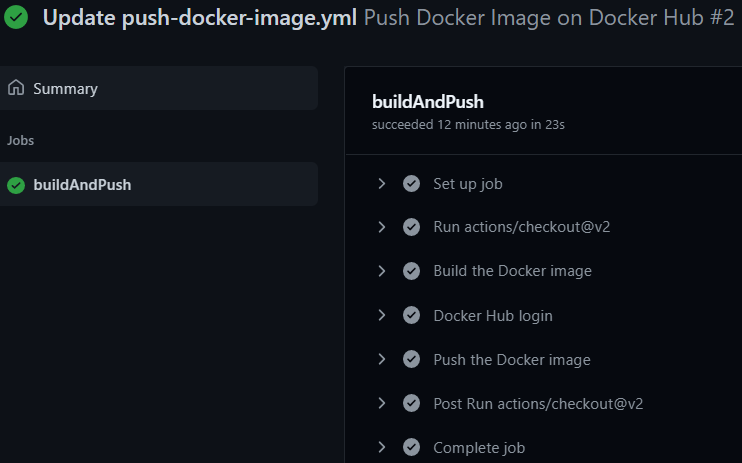 Update push-docker-image.yml Push Docker Image on Docker Hub #2
Summary
Jobs
buildAndPush
buildAndPush
succeeded 12 minutes ago in 23s
Set up job
Run actions/checkout@v2
Build the Docker image
Docker Hub login
Push the Docker image
Post Run actions/checkout@v2
Complete job